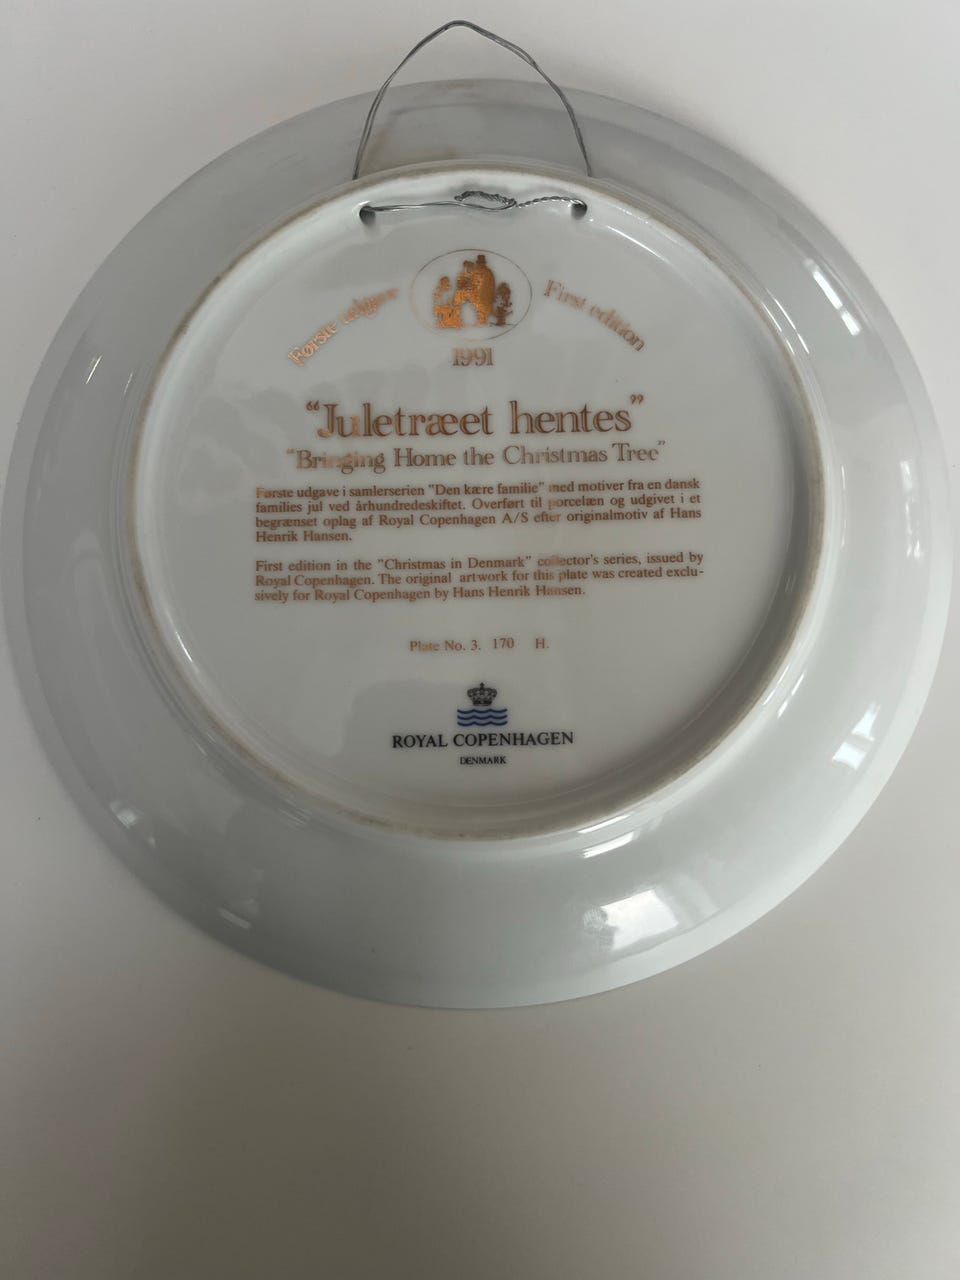 Første udgave
First edition
1991
“Juletræet hentes”
“Bringing Home the Christmas Tree”
Første udgave i samlerserien "Den kære familie" med motiver fra en dansk
families jul ved århundredeskiftet. Overført til porcelæn og udgivet i et
begrænset oplag af Royal Copenhagen A/S efter originalmotiv af Hans
Henrik Hansen.
First edition in the "Christmas in Denmark" collector's series, issued by
Royal Copenhagen. The original artwork for this plate was created exclu-
sively for Royal Copenhagen by Hans Henrik Hansen.
Plate No. 3. 170 H.
ROYAL COPENHAGEN
DENMARK